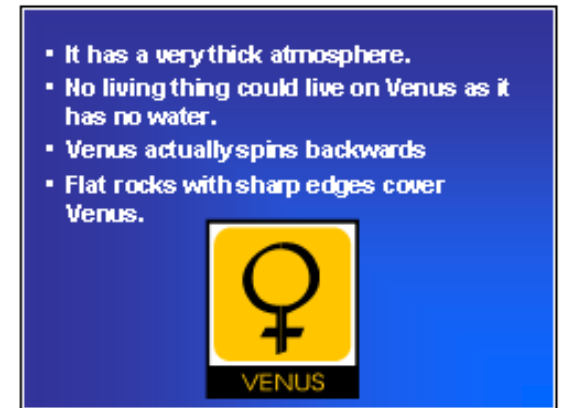 ▪ It has a very thick atmosphere.
▪ No living thing could live on Venus as it
has no water.
▪ Venus actually spins backwards
▪ Flat rocks with sharp edges cover
Venus.
VENUS